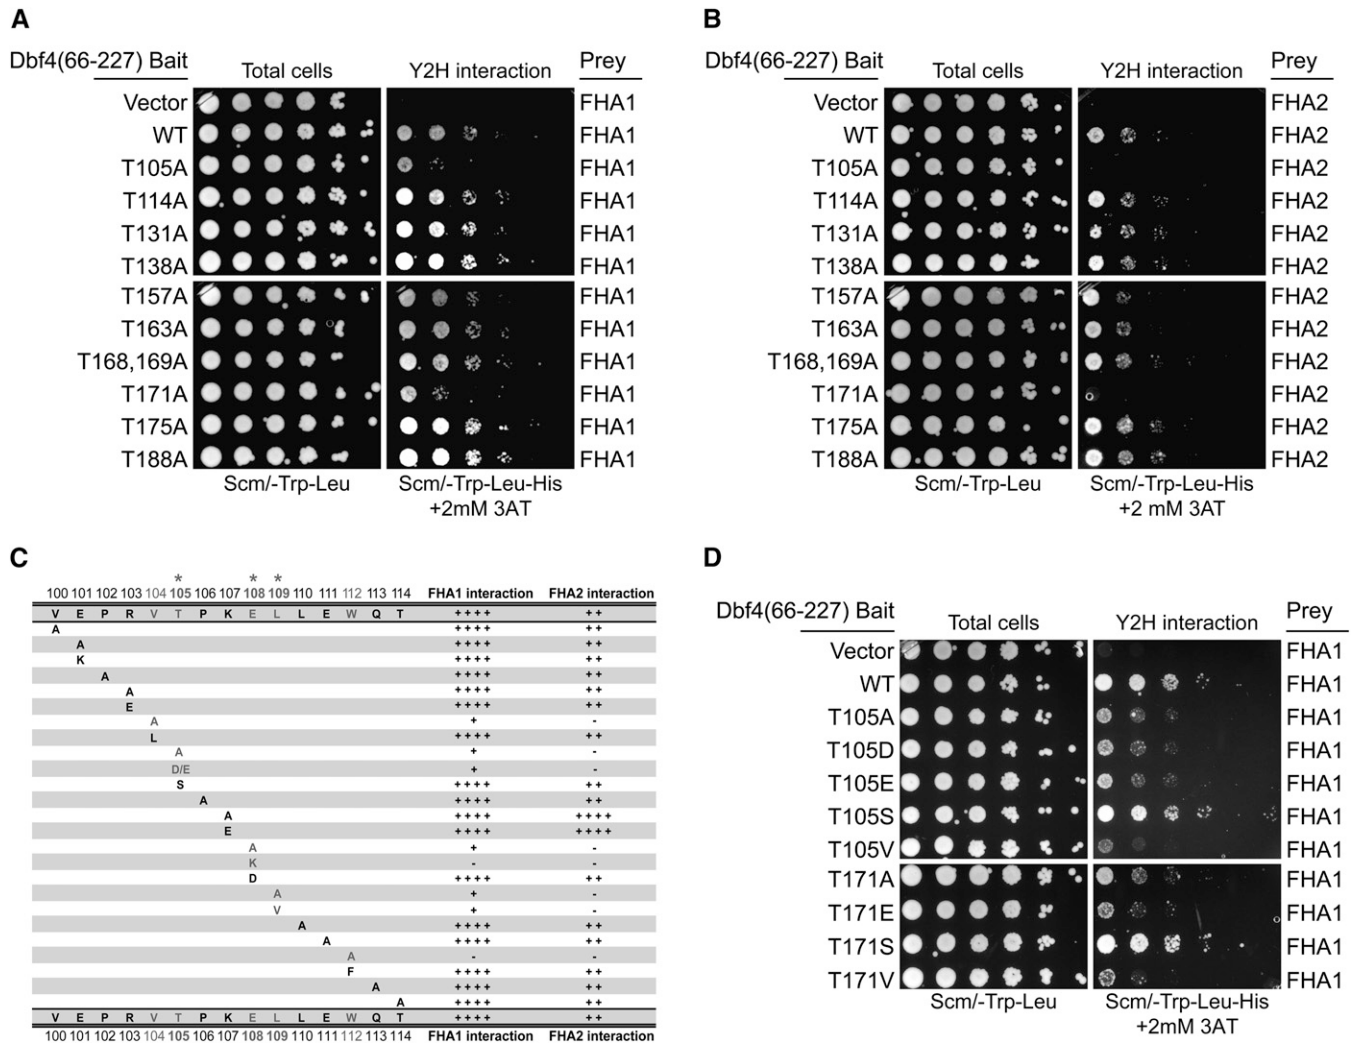 A
Dbf4(66-227) Bait Total cells Y2H interaction Prey
Vector FHA1
WT FHA1
T105A FHA1
T114A FHA1
T131A FHA1
T138A FHA1
T157A FHA1
T163A FHA1
T168,169A FHA1
T171A FHA1
T175A FHA1
T188A FHA1
Scm/-Trp-Leu Scm/-Trp-Leu-His
+2mM 3AT
B
Dbf4(66-227) Bait Total cells Y2H interaction Prey
Vector FHA2
WT FHA2
T105A FHA2
T114A FHA2
T131A FHA2
T138A FHA2
T157A FHA2
T163A FHA2
T168,169A FHA2
T171A FHA2
T175A FHA2
T188A FHA2
Scm/-Trp-Leu Scm/-Trp-Leu-His
+2 mM 3AT
C
* * *
100 101 102 103 104 105 106 107 108 109 110 111 112 113 114 FHA1 interaction FHA2 interaction
V E P R V T P K E L L E W Q T ++++ ++
A ++++ ++
A ++++ ++
K ++++ ++
A ++++ ++
A ++++ ++
E ++++ ++
A + -
L ++++ ++
A + -
D/E + -
S ++++ ++
A ++++ ++
A ++++ ++++
E ++++ ++++
A + -
K - -
D ++++ ++
A + -
V + -
A ++++ ++
A ++++ ++
A - -
F ++++ ++
A ++++ ++
A ++++ ++
V E P R V T P K E L L E W Q T ++++ ++
100 101 102 103 104 105 106 107 108 109 110 111 112 113 114 FHA1 interaction FHA2 interaction
D
Dbf4(66-227) Bait Total cells Y2H interaction Prey
Vector FHA1
WT FHA1
T105A FHA1
T105D FHA1
T105E FHA1
T105S FHA1
T105V FHA1
T171A FHA1
T171E FHA1
T171S FHA1
T171V FHA1
Scm/-Trp-Leu Scm/-Trp-Leu-His
+2mM 3AT